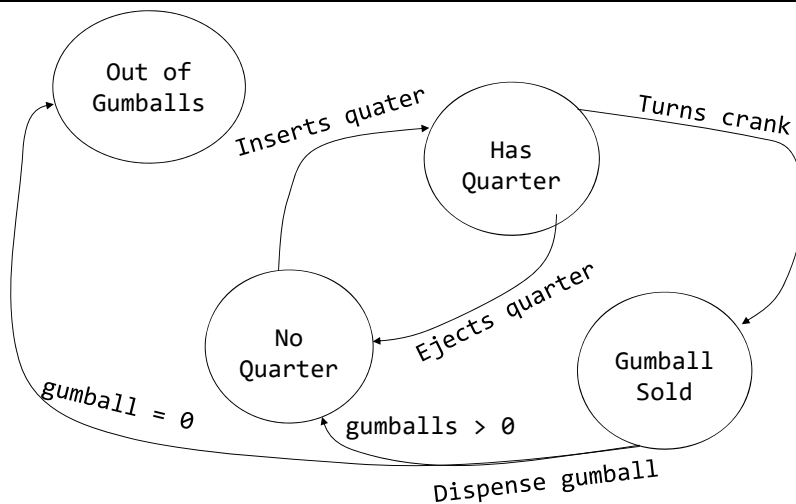 Out of
Gumballs
Inserts quater
Turns crank
Has
Quarter
Ejects quarter
No
Quarter
Gumball
Sold
gumball = 0
gumballs > 0
Dispense gumball